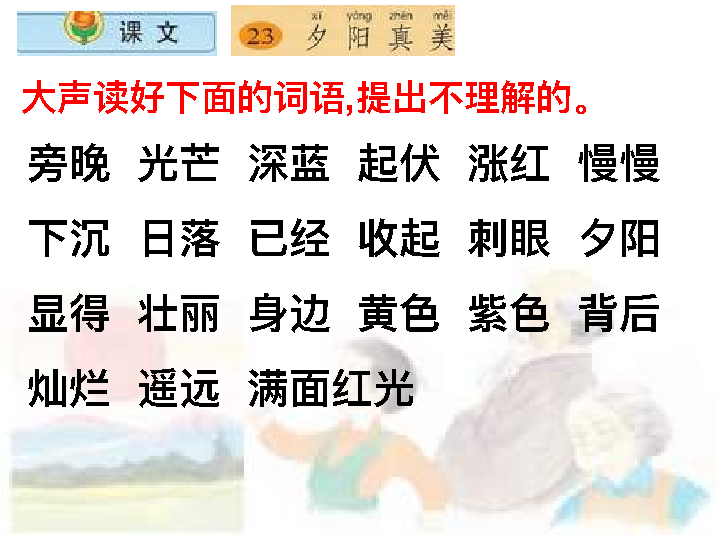 课 文
xī yáng zhēn měi
23 夕 阳 真 美
大声读好下面的词语,提出不理解的。
旁晚 光芒 深蓝 起伏 涨红 慢慢
下沉 日落 已经 收起 刺眼 夕阳
显得 壮丽 身边 黄色 紫色 背后
灿烂 遥远 满面红光